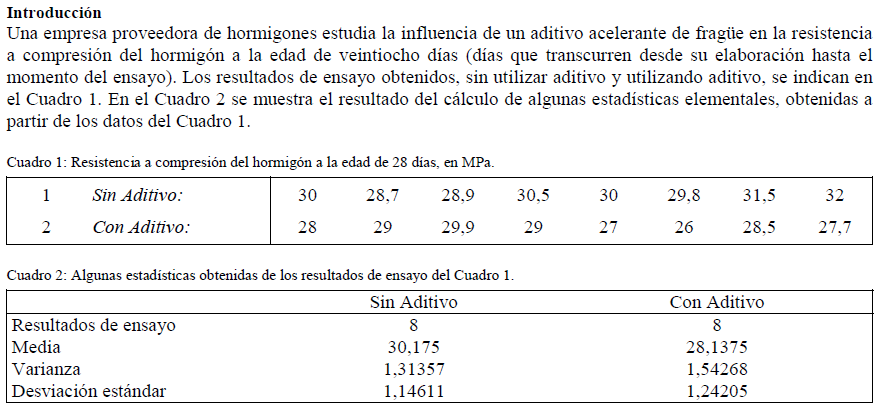 Introducción
Una empresa proveedora de hormigones estudia la influencia de un aditivo acelerante de fragüe en la resistencia
a compresión del hormigón a la edad de veintiocho días (días que transcurren desde su elaboración hasta el
momento del ensayo). Los resultados de ensayo obtenidos, sin utilizar aditivo y utilizando aditivo, se indican en
el Cuadro 1. En el Cuadro 2 se muestra el resultado del cálculo de algunas estadísticas elementales, obtenidas a
partir de los datos del Cuadro 1.
Cuadro 1: Resistencia a compresión del hormigón a la edad de 28 días, en MPa.
1 Sin Aditivo: 30 28,7 28,9 30,5 30 29,8 31,5 32
2 Con Aditivo: 28 29 29,9 29 27 26 28,5 27,7
Cuadro 2: Algunas estadísticas obtenidas de los resultados de ensayo del Cuadro 1.
Sin Aditivo Con Aditivo
Resultados de ensayo 8 8
Media 30,175 28,1375
Varianza 1,31357 1,54268
Desviación estándar 1,14611 1,24205